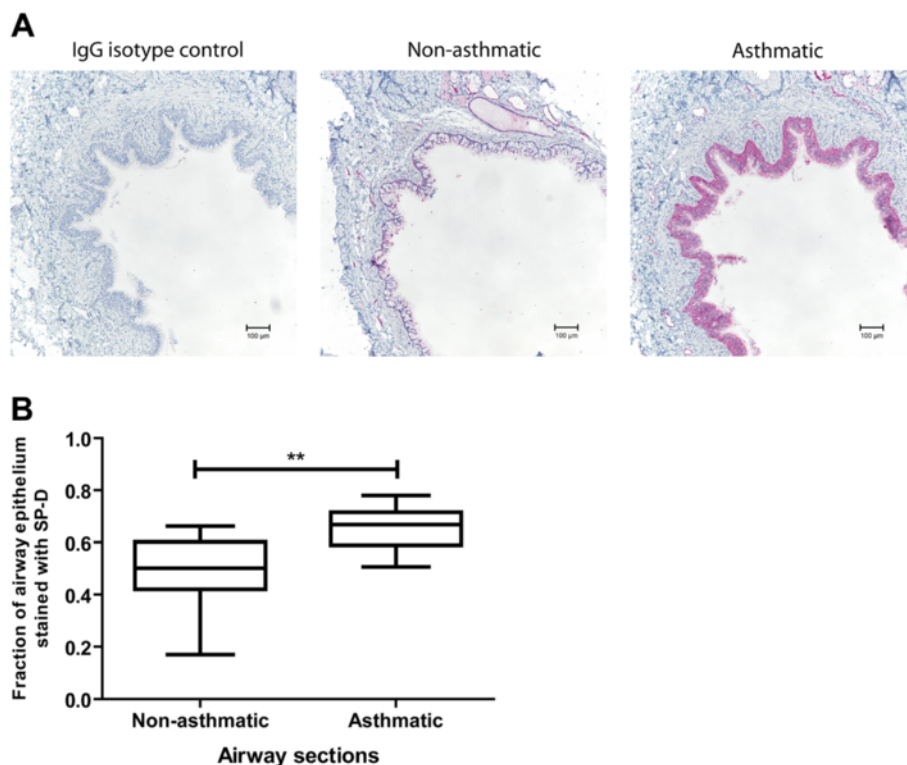 A
IgG isotype control
Non-asthmatic
Asthmatic
100 µm
100 µm
100 µm
B
Fraction of airway epithelium
stained with SP-D
1.0
0.8
0.6
0.4
0.2
0.0
**
Non-asthmatic
Asthmatic
Airway sections